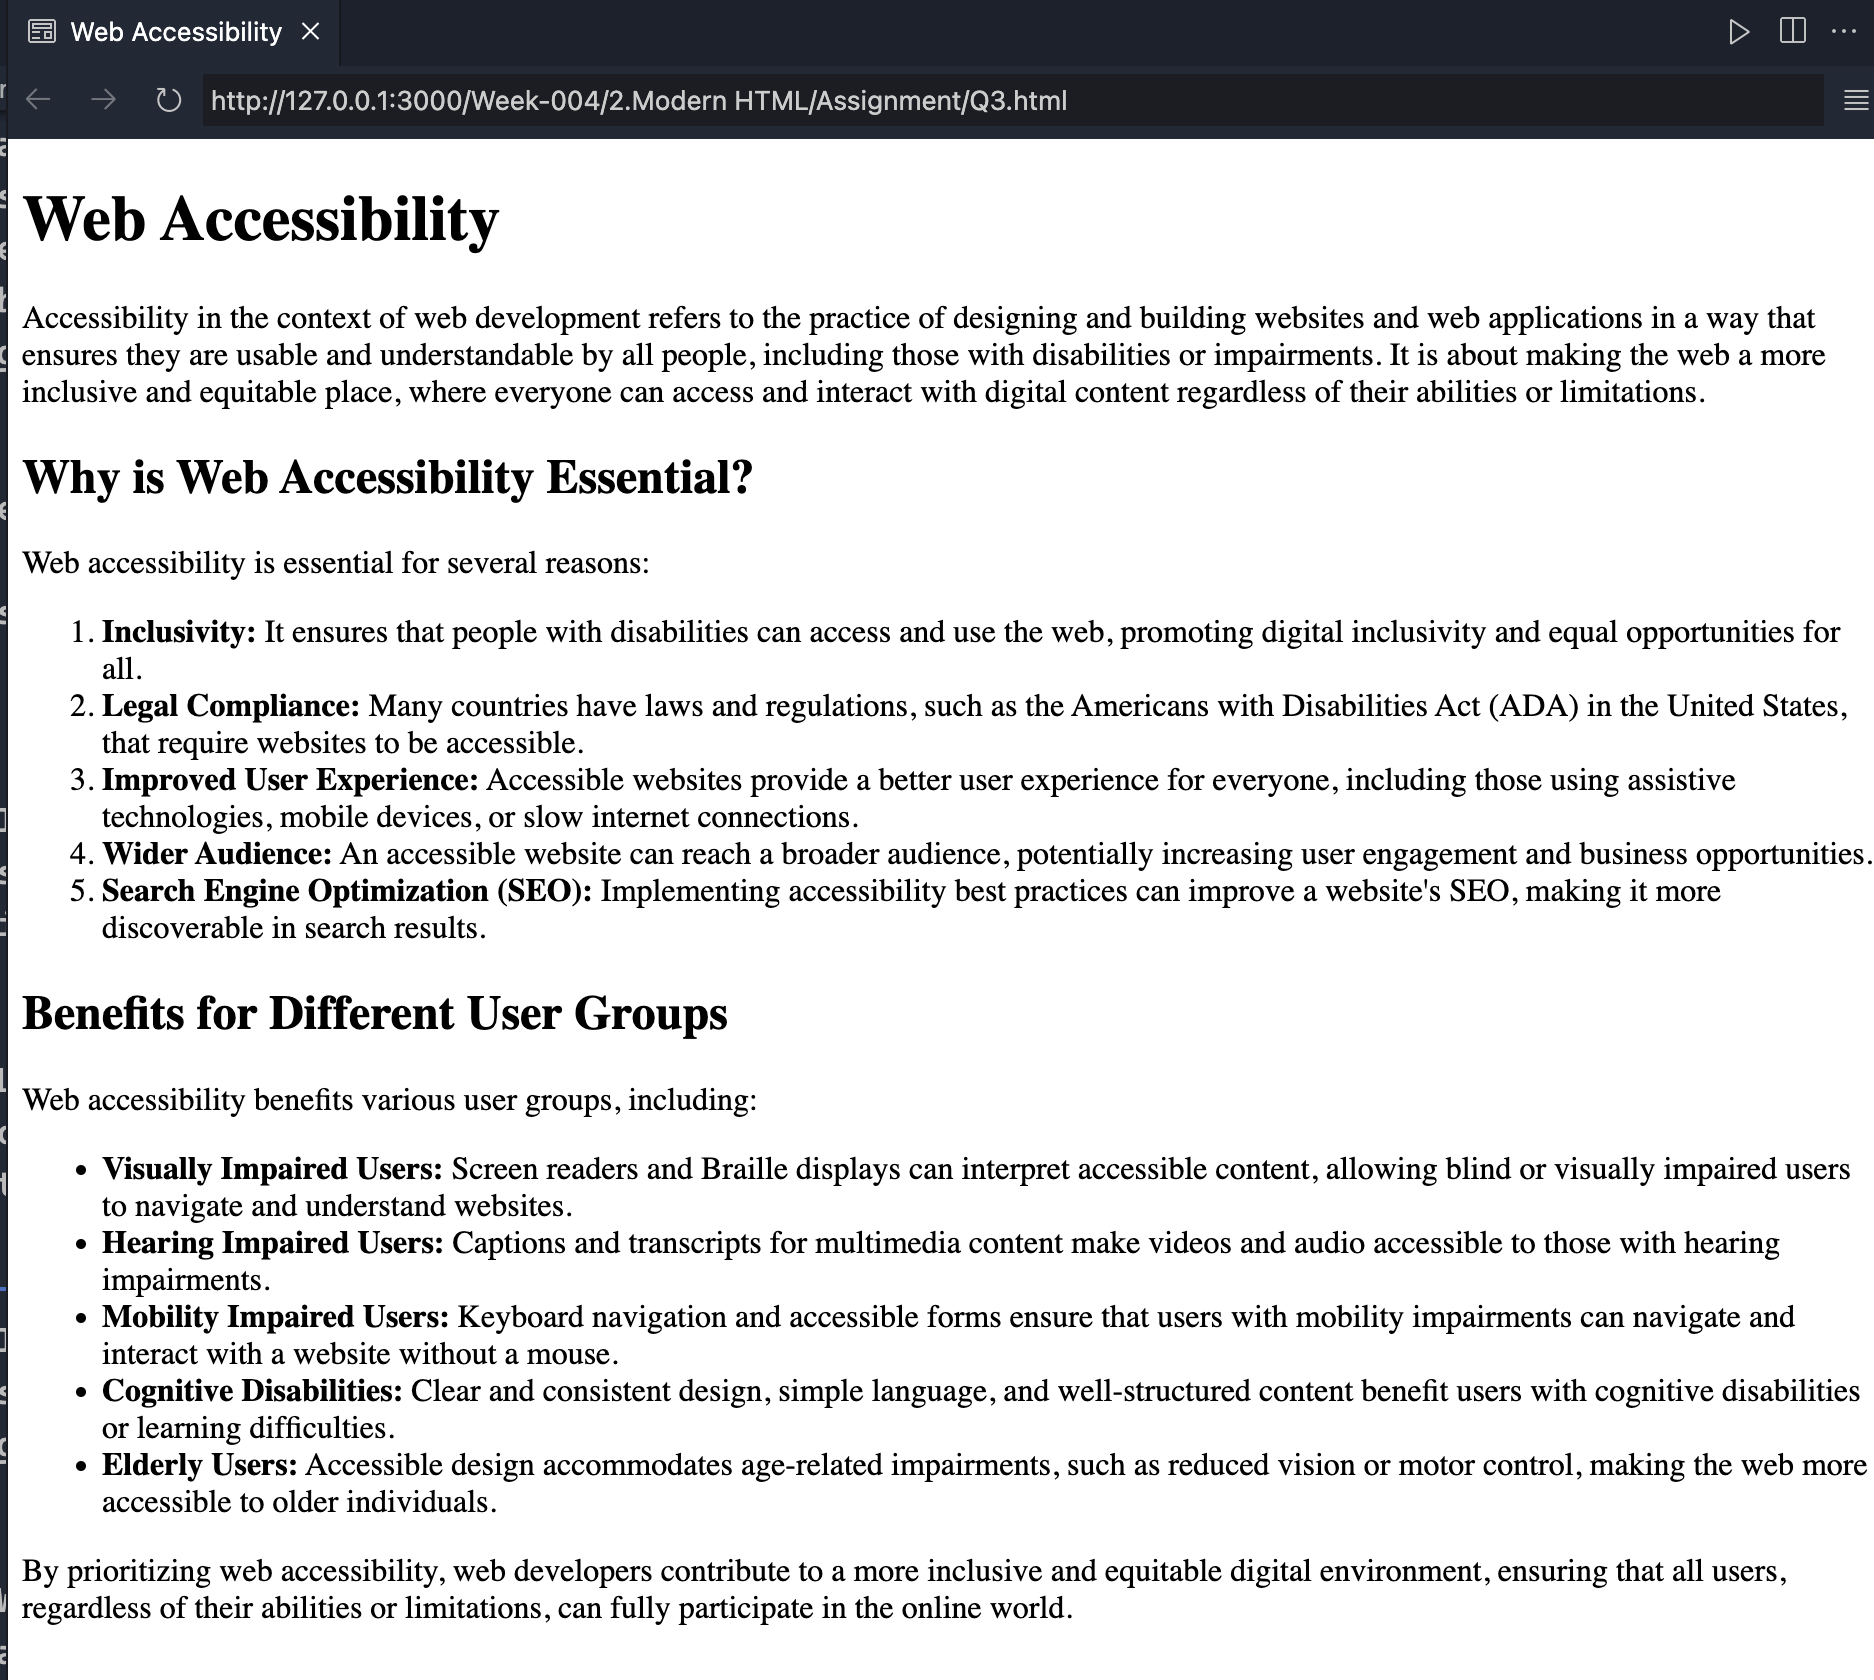 Web Accessibility
http://127.0.0.1:3000/Week-004/2.Modern HTML/Assignment/Q3.html
Web Accessibility
Accessibility in the context of web development refers to the practice of designing and building websites and web applications in a way that
ensures they are usable and understandable by all people, including those with disabilities or impairments. It is about making the web a more
inclusive and equitable place, where everyone can access and interact with digital content regardless of their abilities or limitations.
Why is Web Accessibility Essential?
Web accessibility is essential for several reasons:
1. Inclusivity: It ensures that people with disabilities can access and use the web, promoting digital inclusivity and equal opportunities for
all.
2. Legal Compliance: Many countries have laws and regulations, such as the Americans with Disabilities Act (ADA) in the United States,
that require websites to be accessible.
3. Improved User Experience: Accessible websites provide a better user experience for everyone, including those using assistive
technologies, mobile devices, or slow internet connections.
4. Wider Audience: An accessible website can reach a broader audience, potentially increasing user engagement and business opportunities.
5. Search Engine Optimization (SEO): Implementing accessibility best practices can improve a website's SEO, making it more
discoverable in search results.
Benefits for Different User Groups
Web accessibility benefits various user groups, including:
• Visually Impaired Users: Screen readers and Braille displays can interpret accessible content, allowing blind or visually impaired users
to navigate and understand websites.
• Hearing Impaired Users: Captions and transcripts for multimedia content make videos and audio accessible to those with hearing
impairments.
• Mobility Impaired Users: Keyboard navigation and accessible forms ensure that users with mobility impairments can navigate and
interact with a website without a mouse.
• Cognitive Disabilities: Clear and consistent design, simple language, and well-structured content benefit users with cognitive disabilities
or learning difficulties.
• Elderly Users: Accessible design accommodates age-related impairments, such as reduced vision or motor control, making the web more
accessible to older individuals.
By prioritizing web accessibility, web developers contribute to a more inclusive and equitable digital environment, ensuring that all users,
regardless of their abilities or limitations, can fully participate in the online world.